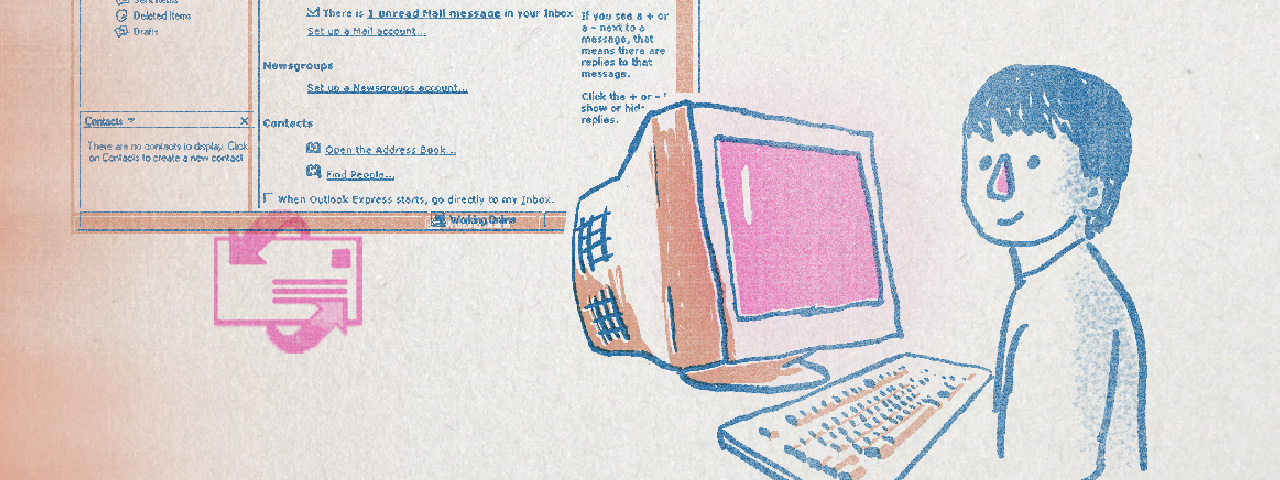 Sent Items
Deleted Items
Drafts
Contacts
There are no contacts to display. Click
on Contacts to create a new contact
There is 1 unread Mail message in your Inbox
Set up a Mail account...
Newsgroups
Set up a Newsgroups account...
Contacts
Open the Address Book...
Find People...
When Outlook Express starts, go directly to my Inbox.
Working Online
If you see a + or
a - next to a
message, that
means there are
replies to that
message.
Click the + or -
show or hid
replies.